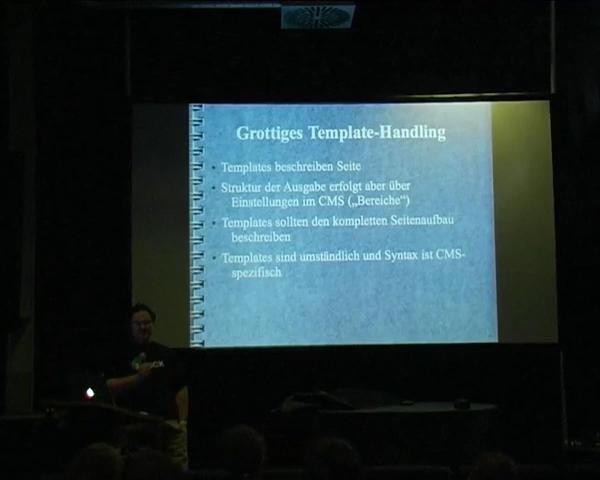 Grottiges Template-Handling
• Templates beschreiben Seite
• Struktur der Ausgabe erfolgt aber über
Einstellungen im CMS („Bereiche“)
• Templates sollten den kompletten Seitenaufbau
beschreiben
• Templates sind umständlich und Syntax ist CMS-
spezifisch